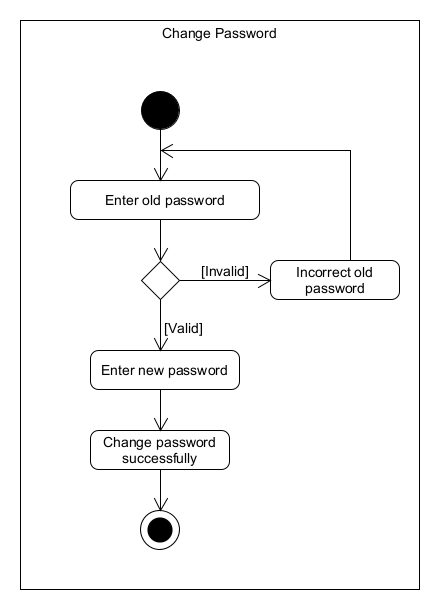 Change Password
Enter old password
[Invalid]
Incorrect old
password
[Valid]
Enter new password
Change password
successfully